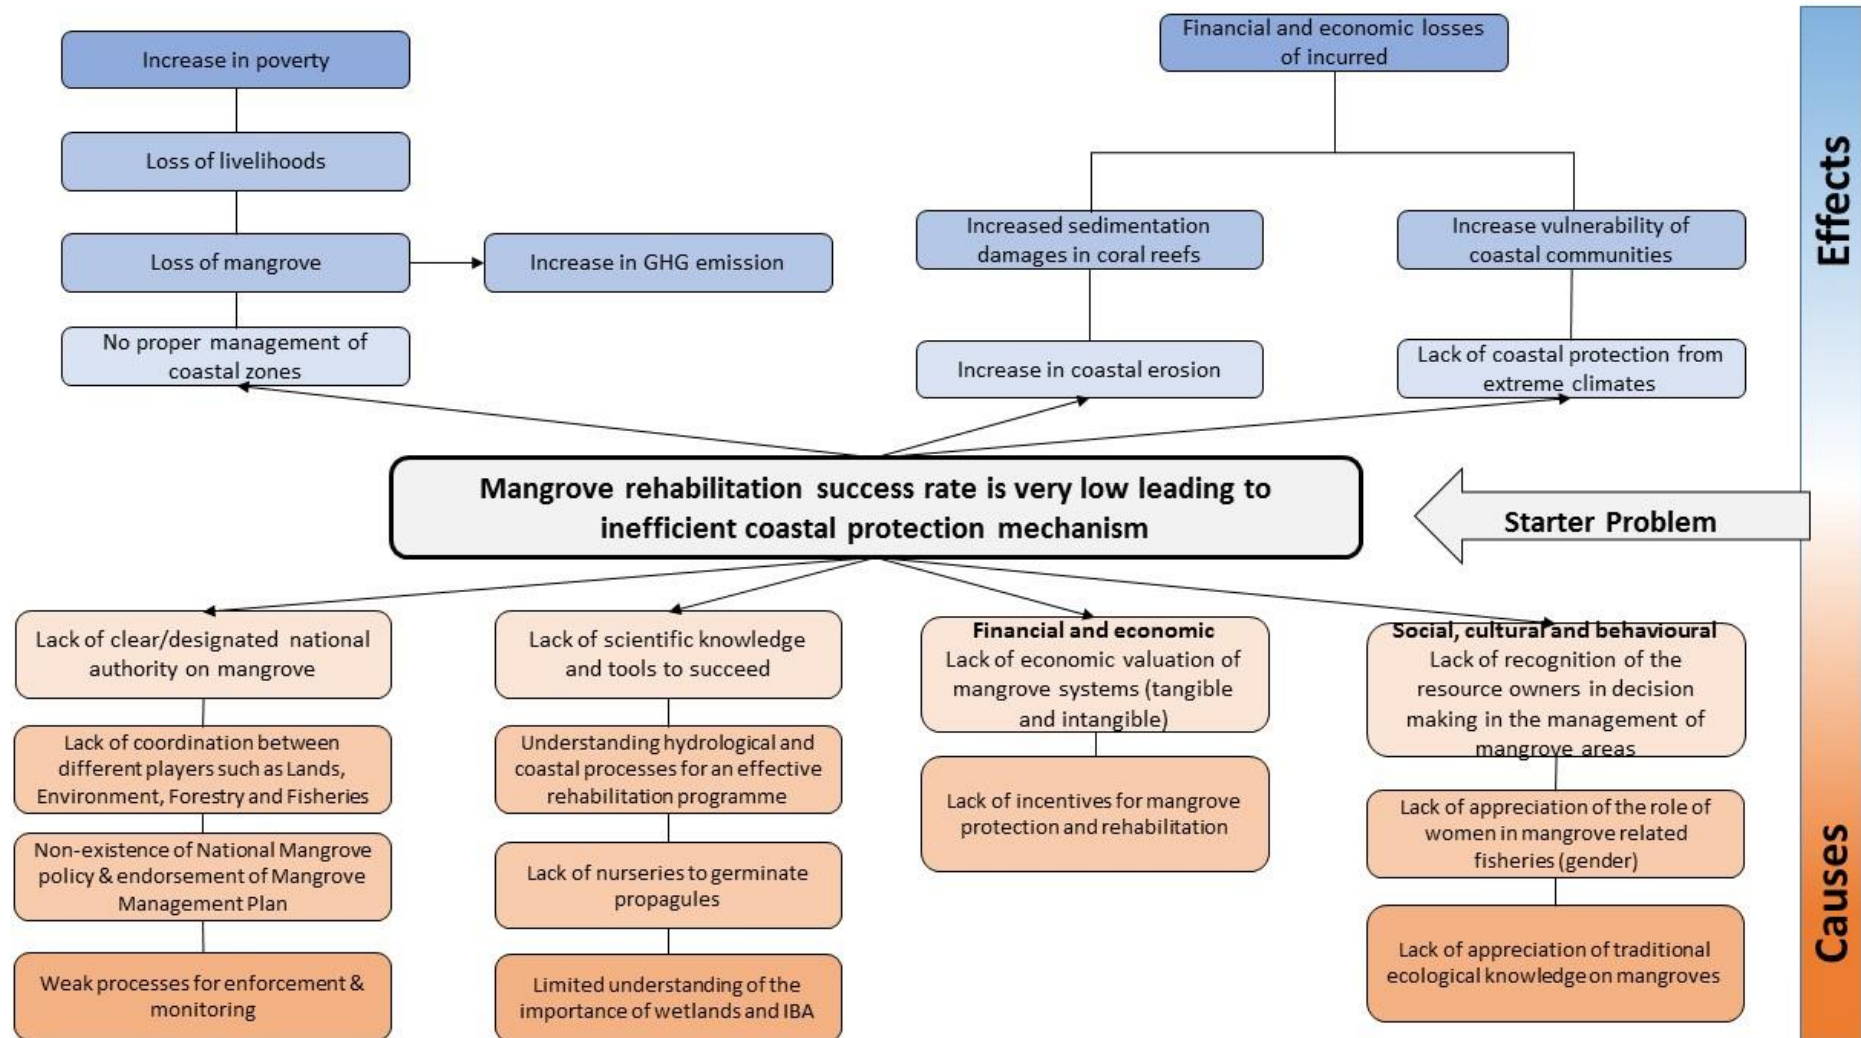 Increase in poverty
Financial and economic losses
of incurred
Loss of livelihoods
Loss of mangrove
Increase in GHG emission
Increased sedimentation
damages in coral reefs
Increase vulnerability of
coastal communities
No proper management of
coastal zones
Increase in coastal erosion
Lack of coastal protection from
extreme climates
Effects
Mangrove rehabilitation success rate is very low leading to
inefficient coastal protection mechanism
Starter Problem
Lack of clear/designated national
authority on mangrove
Lack of coordination between
different players such as Lands,
Environment, Forestry and Fisheries
Non-existence of National Mangrove
policy & endorsement of Mangrove
Management Plan
Weak processes for enforcement &
monitoring
Lack of scientific knowledge
and tools to succeed
Understanding hydrological and
coastal processes for an effective
rehabilitation programme
Lack of nurseries to germinate
propagules
Limited understanding of the
importance of wetlands and IBA
Financial and economic
Lack of economic valuation of
mangrove systems (tangible
and intangible)
Lack of incentives for mangrove
protection and rehabilitation
Social, cultural and behavioural
Lack of recognition of the
resource owners in decision
making in the management of
mangrove areas
Lack of appreciation of the role of
women in mangrove related
fisheries (gender)
Lack of appreciation of traditional
ecological knowledge on mangroves
Causes